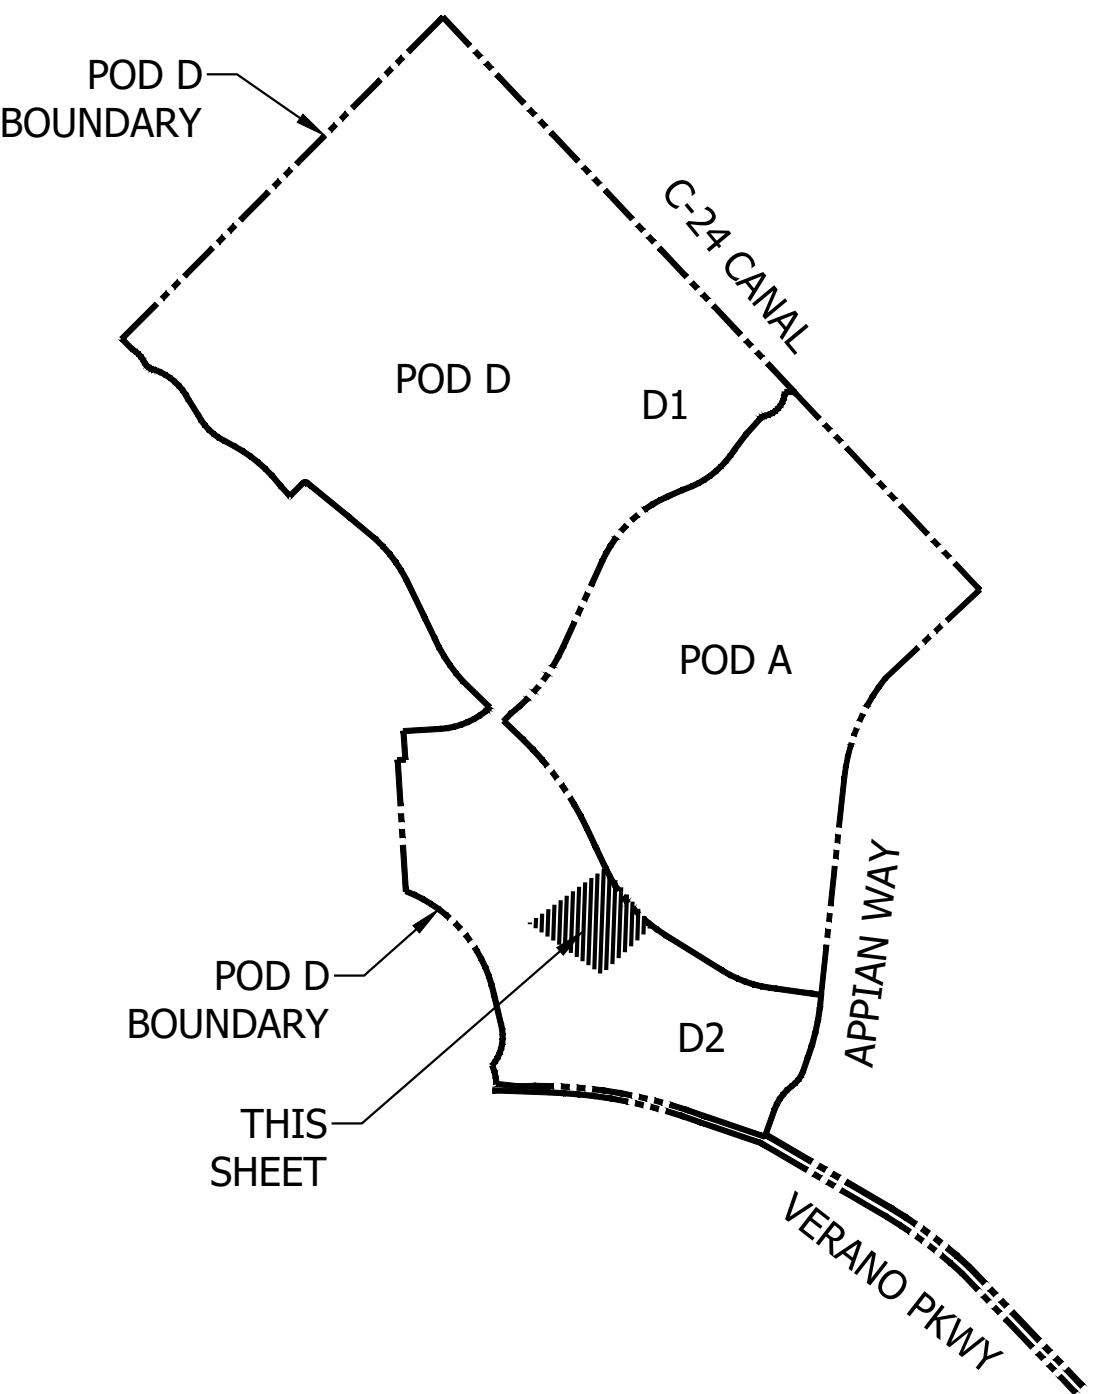 POD D
BOUNDARY
C-24 CANAL
POD D
D1
POD A
APPIAN WAY
POD D
BOUNDARY
D2
THIS
SHEET
VERANO PKWY